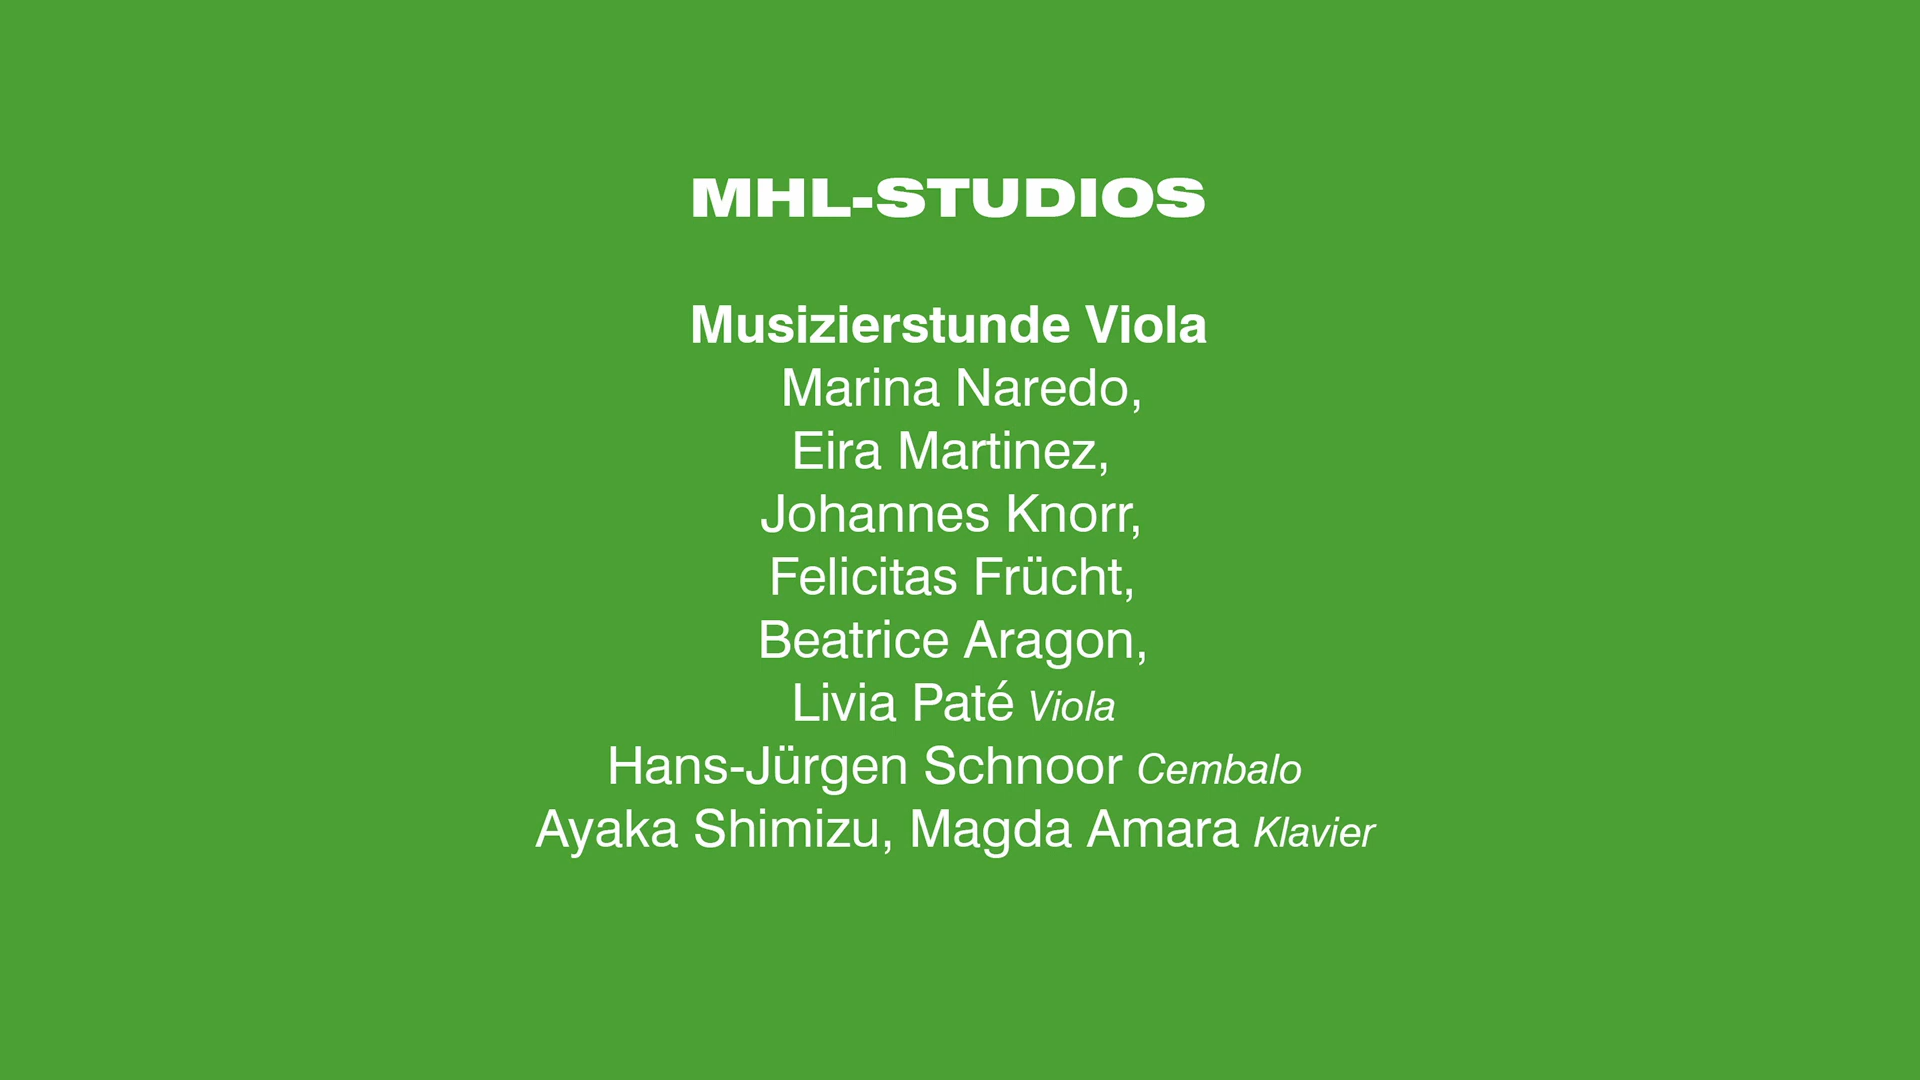 MHL-STUDIOS
Musizierstunde Viola
Marina Naredo,
Eira Martinez,
Johannes Knorr,
Felicitas Frücht,
Beatrice Aragon,
Livia Paté Viola
Hans-Jürgen Schnoor Cembalo
Ayaka Shimizu, Magda Amara Klavier